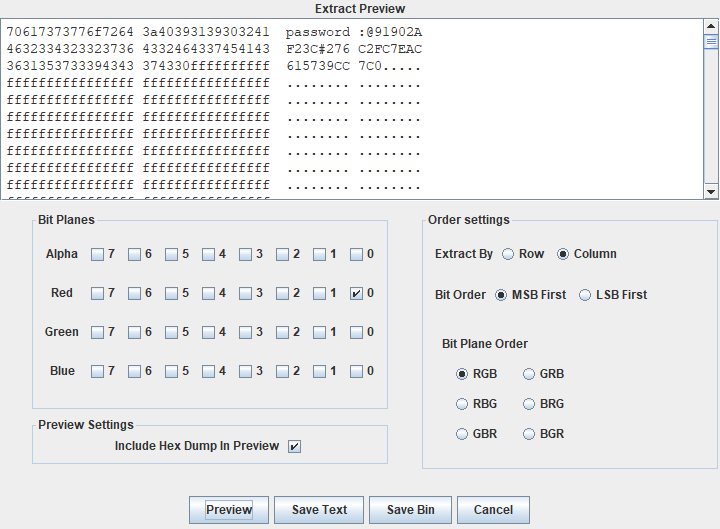 Extract Preview
70617373776f7264 3a40393139303241  password :@91902A
4632334323323736 4332464337454143  F23C#276 C2FC7EAC
3631353733394343 374330ffffffffff  615739CC 7C0.....
ffffffffffffffff ffffffffffffffff  ........ ........
ffffffffffffffff ffffffffffffffff  ........ ........
ffffffffffffffff ffffffffffffffff  ........ ........
ffffffffffffffff ffffffffffffffff  ........ ........
ffffffffffffffff ffffffffffffffff  ........ ........
ffffffffffffffff ffffffffffffffff  ........ ........
ffffffffffffffff ffffffffffffffff  ........ ........
Bit Planes
Alpha 7 6 5 4 3 2 1 0
Red 7 6 5 4 3 2 1 0
Green 7 6 5 4 3 2 1 0
Blue 7 6 5 4 3 2 1 0
Preview Settings
Include Hex Dump In Preview
Order settings
Extract By Row Column
Bit Order MSB First LSB First
Bit Plane Order
RGB GRB
RBG BRG
GBR BGR
Preview Save Text Save Bin Cancel